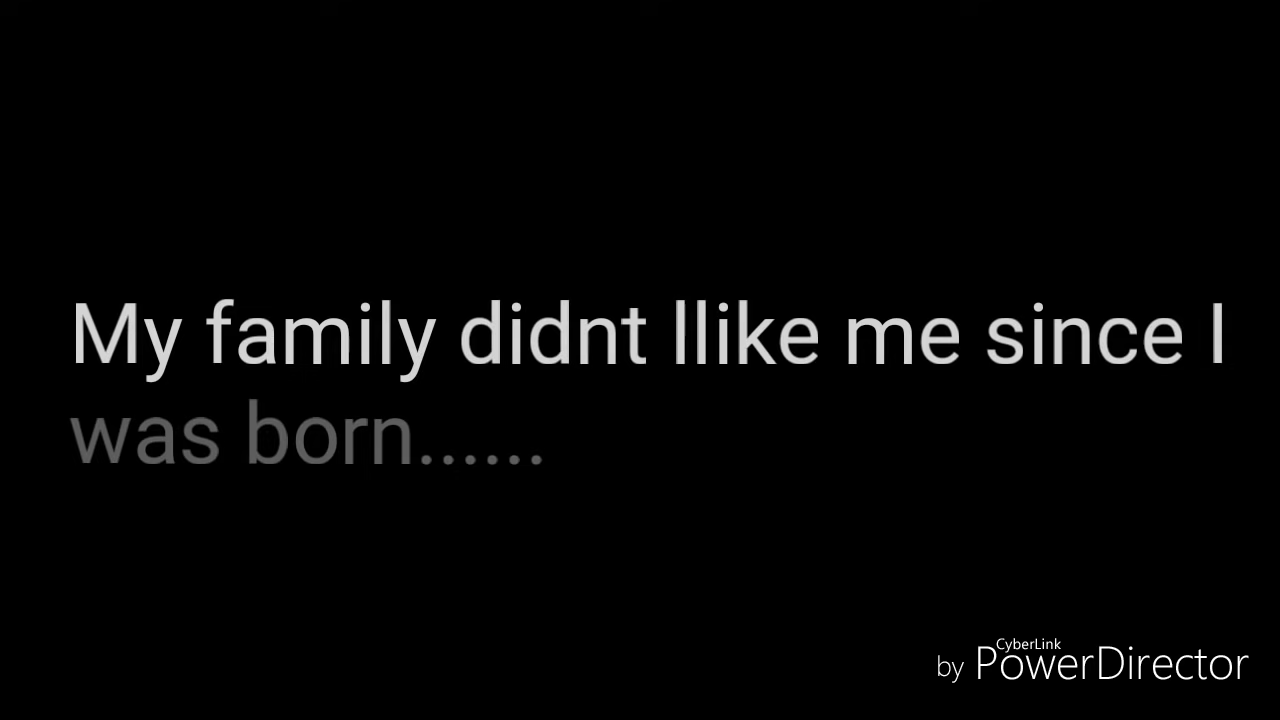 My family didnt llike me since I
was born......
CyberLink
by PowerDirector